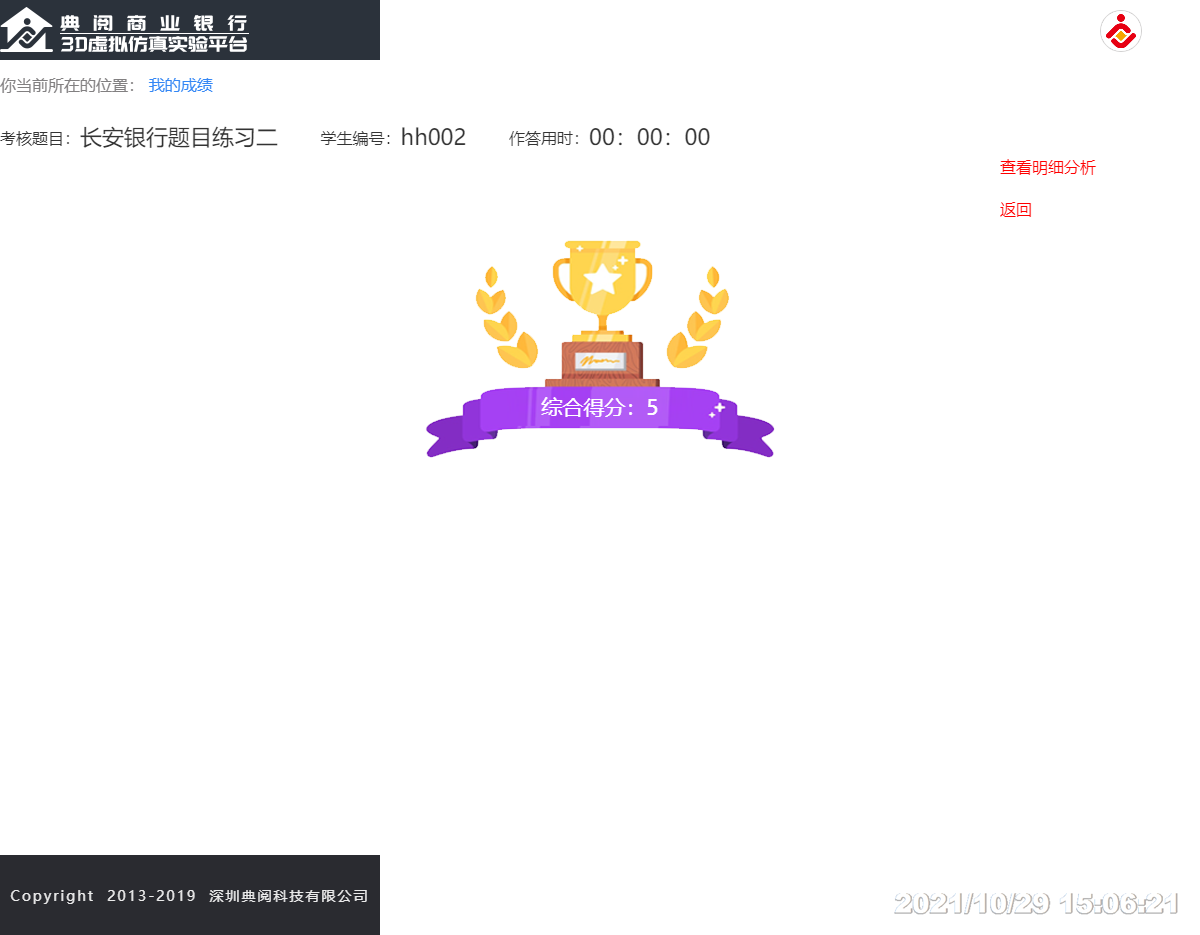 典阅商业银行
3D虚拟仿真实验平台
你当前所在的位置： 我的成绩
考核题目：长安银行题目练习二 学生编号：hh002 作答用时：00：00：00
查看明细分析
返回
综合得分：5
Copyright 2013-2019 深圳典阅科技有限公司
2021/10/29 15:06:21